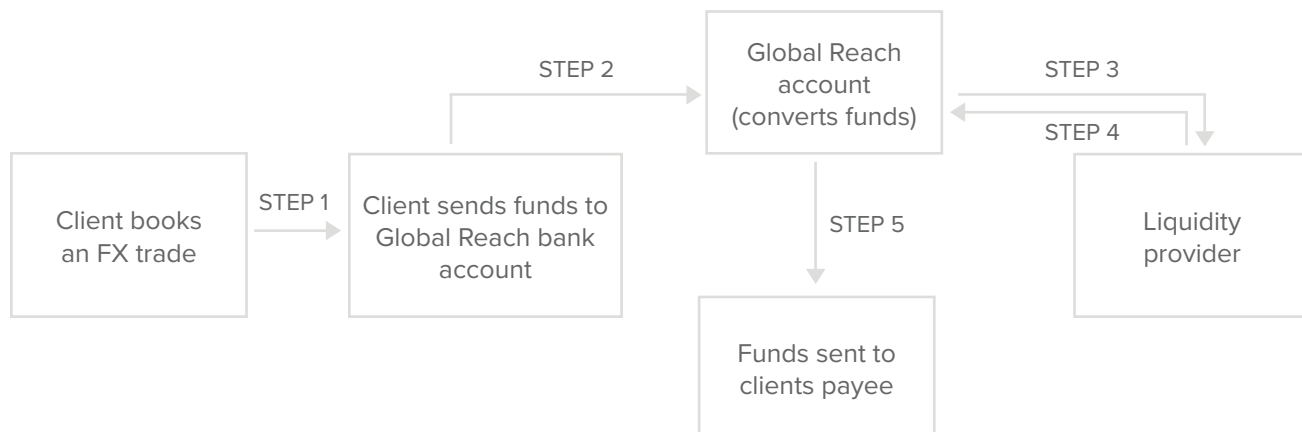 Client books
an FX trade
STEP 1
Client sends funds to
Global Reach bank
account
STEP 2
Global Reach
account
(converts funds)
STEP 3
STEP 4
Liquidity
provider
STEP 5
Funds sent to
clients payee